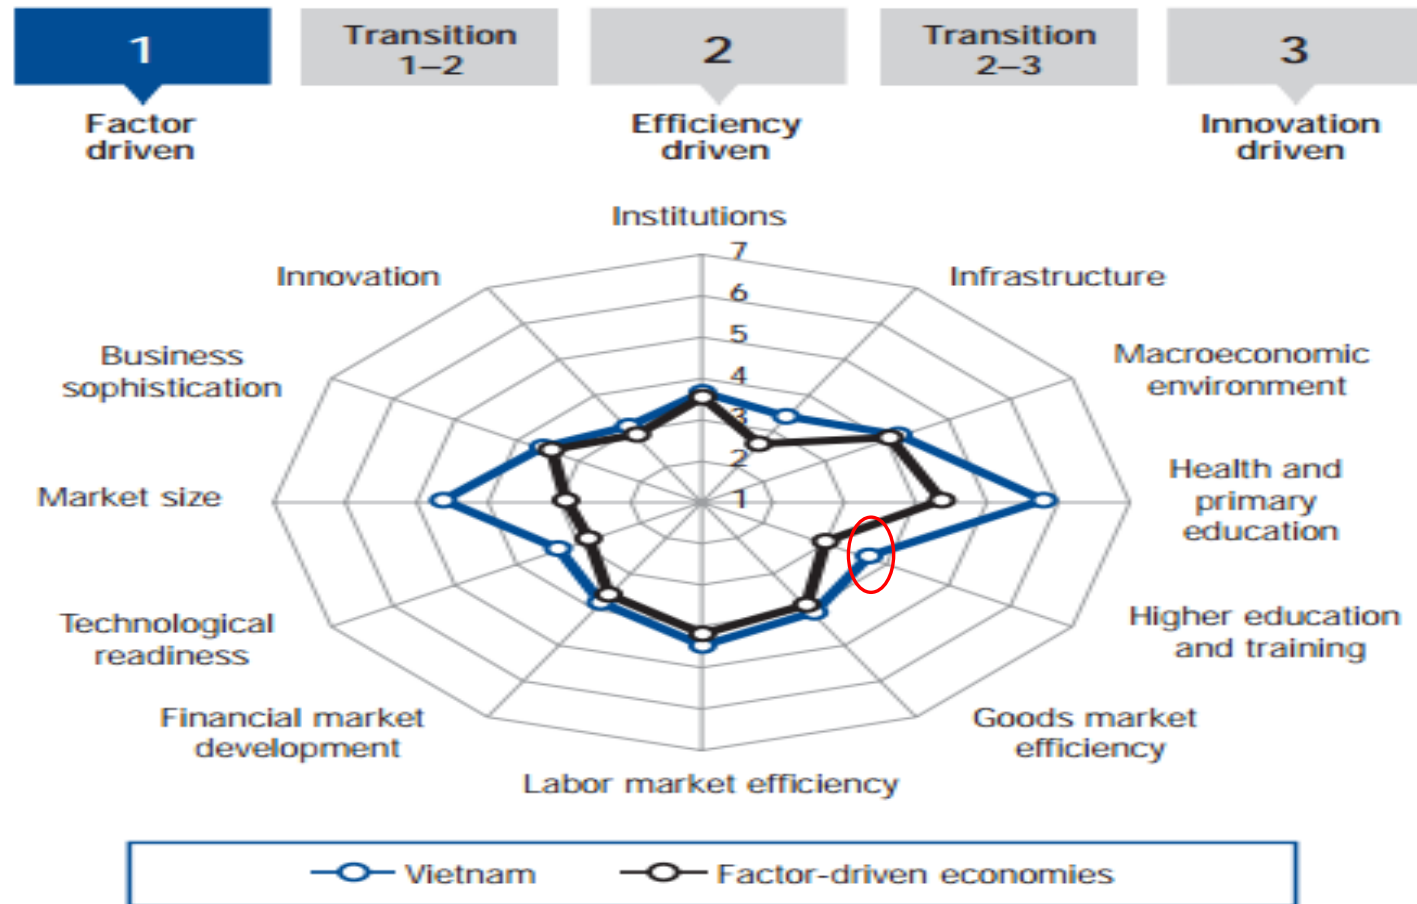 1
Transition
1–2
2
Transition
2–3
3
Factor
driven
Efficiency
driven
Innovation
driven
Institutions
Innovation
Infrastructure
Business
sophistication
Macroeconomic
environment
Market size
Health and
primary
education
Technological
readiness
Higher education
and training
Financial market
development
Goods market
efficiency
Labor market efficiency
7
6
5
4
3
2
1
Vietnam
Factor-driven economies